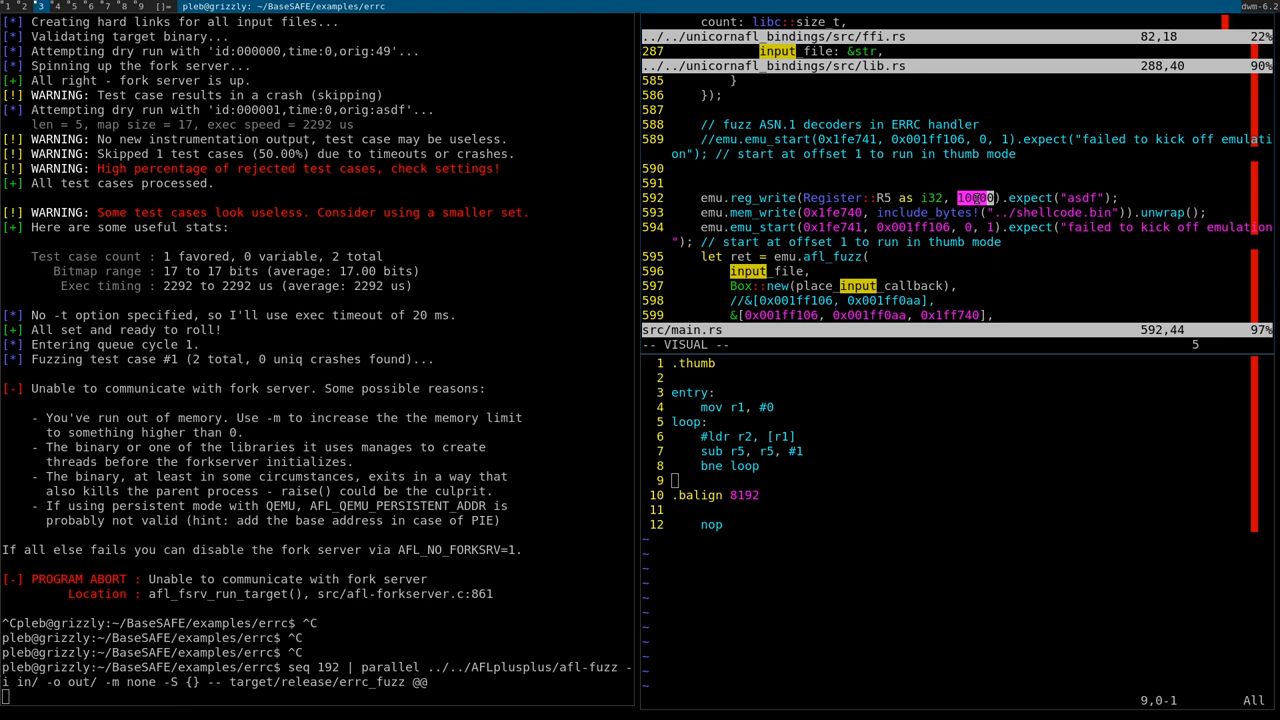 1 2 3 4 5 6 7 8 9 []= pleb@grizzly: ~/BaseSAFE/examples/errc dwm-6.2
[*] Creating hard links for all input files...
[*] Validating target binary...
[*] Attempting dry run with 'id:000000,time:0,orig:49'...
[*] Spinning up the fork server...
[+] All right - fork server is up.
[!] WARNING: Test case results in a crash (skipping)
[*] Attempting dry run with 'id:000001,time:0,orig:asdf'...
    len = 5, map size = 17, exec speed = 2292 us
[!] WARNING: No new instrumentation output, test case may be useless.
[!] WARNING: Skipped 1 test cases (50.00%) due to timeouts or crashes.
[!] WARNING: High percentage of rejected test cases, check settings!
[+] All test cases processed.

[!] WARNING: Some test cases look useless. Consider using a smaller set.
[+] Here are some useful stats:

    Test case count : 1 favored, 0 variable, 2 total
       Bitmap range : 17 to 17 bits (average: 17.00 bits)
        Exec timing : 2292 to 2292 us (average: 2292 us)

[*] No -t option specified, so I'll use exec timeout of 20 ms.
[+] All set and ready to roll!
[*] Entering queue cycle 1.
[*] Fuzzing test case #1 (2 total, 0 uniq crashes found)...

[-] Unable to communicate with fork server. Some possible reasons:

    - You've run out of memory. Use -m to increase the the memory limit
      to something higher than 0.
    - The binary or one of the libraries it uses manages to create
      threads before the forkserver initializes.
    - The binary, at least in some circumstances, exits in a way that
      also kills the parent process - raise() could be the culprit.
    - If using persistent mode with QEMU, AFL_QEMU_PERSISTENT_ADDR is
      probably not valid (hint: add the base address in case of PIE)

If all else fails you can disable the fork server via AFL_NO_FORKSRV=1.

[-] PROGRAM ABORT : Unable to communicate with fork server
         Location : afl_fsrv_run_target(), src/afl-forkserver.c:861

^Cpleb@grizzly:~/BaseSAFE/examples/errc$ ^C
pleb@grizzly:~/BaseSAFE/examples/errc$ ^C
pleb@grizzly:~/BaseSAFE/examples/errc$ ^C
pleb@grizzly:~/BaseSAFE/examples/errc$ seq 192 | parallel ../../AFLplusplus/afl-fuzz -
i in/ -o out/ -m none -S {} -- target/release/errc_fuzz @@
        count: libc::size_t,
../../unicornafl_bindings/src/ffi.rs 82,18 22%
287             input_file: &str,
../../unicornafl_bindings/src/lib.rs 288,40 90%
585         }
586     });
587
588     // fuzz ASN.1 decoders in ERRC handler
589     //emu.emu_start(0x1fe741, 0x001ff106, 0, 1).expect("failed to kick off emulati
on"); // start at offset 1 to run in thumb mode
590
591
592     emu.reg_write(Register::R5 as i32, 10000).expect("asdf");
593     emu.mem_write(0x1fe740, include_bytes!("../shellcode.bin")).unwrap();
594     emu.emu_start(0x1fe741, 0x001ff106, 0, 1).expect("failed to kick off emulation
"); // start at offset 1 to run in thumb mode
595     let ret = emu.afl_fuzz(
596         input_file,
597         Box::new(place_input_callback),
598         //&[0x001ff106, 0x001ff0aa],
599         &[0x001ff106, 0x001ff0aa, 0x1ff740],
src/main.rs 592,44 97%
-- VISUAL -- 5
1 .thumb
2
3 entry:
4     mov r1, #0
5 loop:
6     #ldr r2, [r1]
7     sub r5, r5, #1
8     bne loop
9
10 .balign 8192
11
12     nop
~
~
~
~
~
~
~
~
~
~
~
9,0-1 All